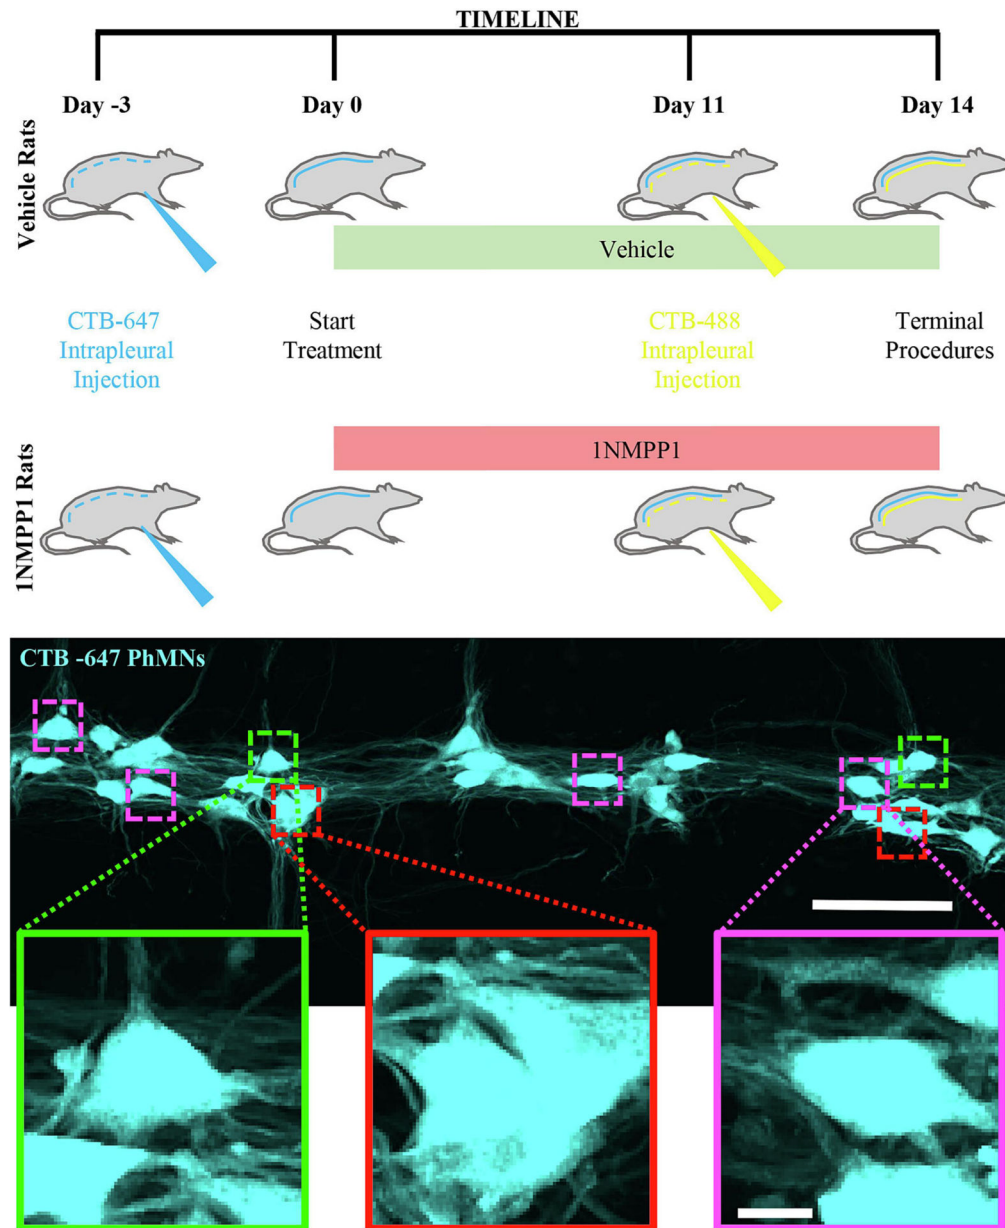 TIMELINE
Day -3
Day 0
Day 11
Day 14
Vehicle Rats
Vehicle
CTB-647
Intrapleural
Injection
Start
Treatment
CTB-488
Intrapleural
Injection
Terminal
Procedures
1NMPP1 Rats
1NMPP1
CTB -647 PhMNs